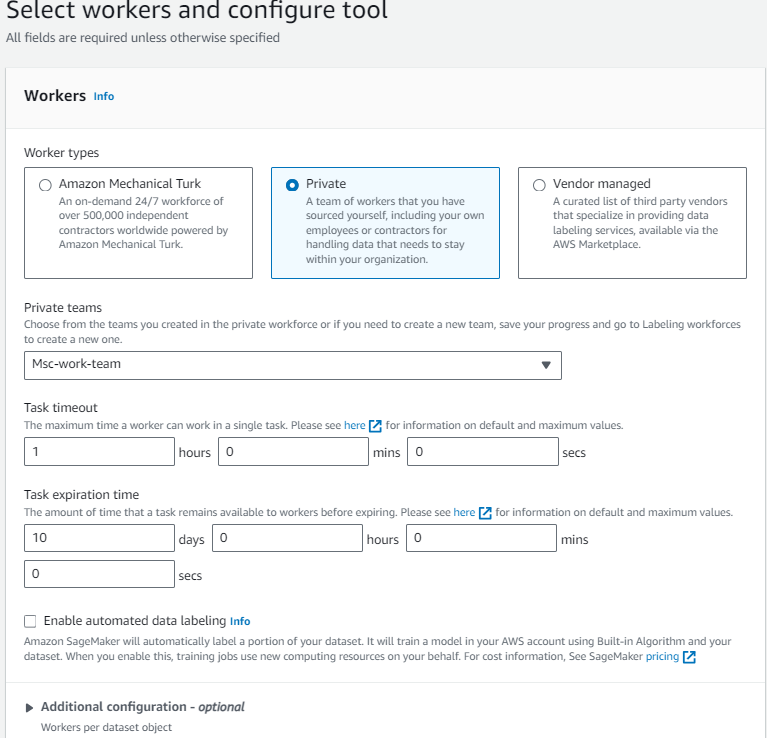 Select workers and configure tool
All fields are required unless otherwise specified
Workers Info
Worker types
Amazon Mechanical Turk
An on-demand 24/7 workforce of
over 500,000 independent
contractors worldwide powered by
Amazon Mechanical Turk.
Private
A team of workers that you have
sourced yourself, including your own
employees or contractors for
handling data that needs to stay
within your organization.
Vendor managed
A curated list of third party vendors
that specialize in providing data
labeling services, available via the
AWS Marketplace.
Private teams
Choose from the teams you created in the private workforce or if you need to create a new team, save your progress and go to Labeling workforces
to create a new one.
Msc-work-team
Task timeout
The maximum time a worker can work in a single task. Please see here for information on default and maximum values.
1 hours 0 mins 0 secs
Task expiration time
The amount of time that a task remains available to workers before expiring. Please see here for information on default and maximum values.
10 days 0 hours 0 mins
0 secs
Enable automated data labeling Info
Amazon SageMaker will automatically label a portion of your dataset. It will train a model in your AWS account using Built-in Algorithm and your
dataset. When you enable this, training jobs use new computing resources on your behalf. For cost information, See SageMaker pricing
Additional configuration - optional
Workers per dataset object